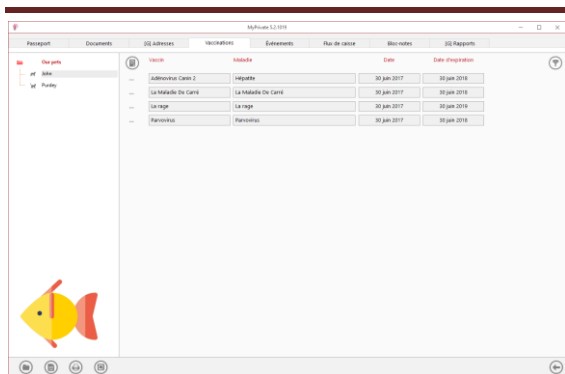 MyPrivate 5.2.1019
Passeport Documents Adresses Vaccinations Événements Flux de caisse Bloc-notes Rapports
Our pets
Vaccin Maladie Date Date d'expiration
Adénovirus Canin 2 Hépatite 30 juin 2017 30 juin 2018
La Maladie De Carré La Maladie De Carré 30 juin 2017 30 juin 2018
La rage La rage 30 juin 2017 30 juin 2019
Parvovirus Parvovirus 30 juin 2017 30 juin 2018